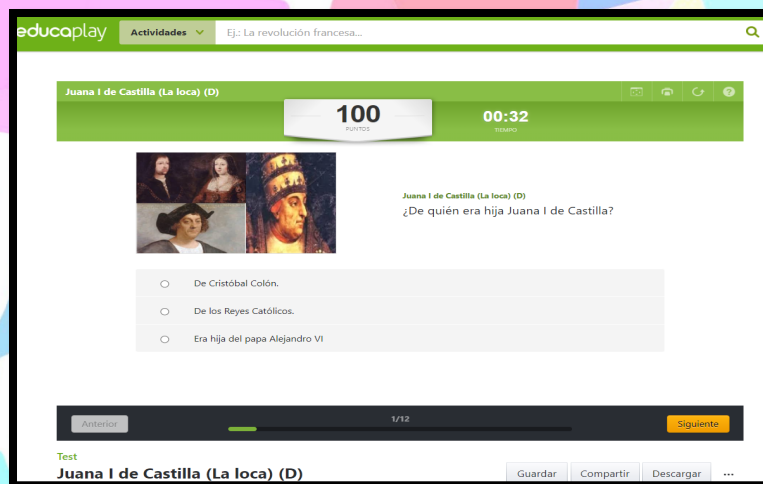 educaplay Actividades Ej.: La revolución francesa...
Juana I de Castilla (La loca) (D)
100
PUNTOS
00:32
TIEMPO
Juana I de Castilla (La loca) (D)
¿De quién era hija Juana I de Castilla?
De Cristóbal Colón.
De los Reyes Católicos.
Era hija del papa Alejandro VI
Anterior 1/12 Siguiente
Test
Juana I de Castilla (La loca) (D)
Guardar Compartir Descargar ...